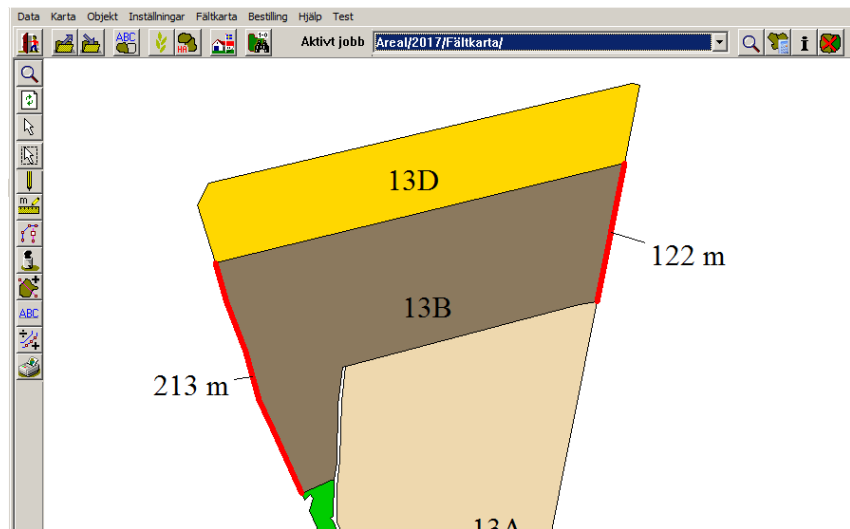 Data Karta Objekt Inställningar Fältkarta Bestilling Hjälp Test
ABC HA 1-0 Aktivt jobb Areal/2017/Fältkarta/ i
m
ABC
13D
122 m
13B
213 m
13A